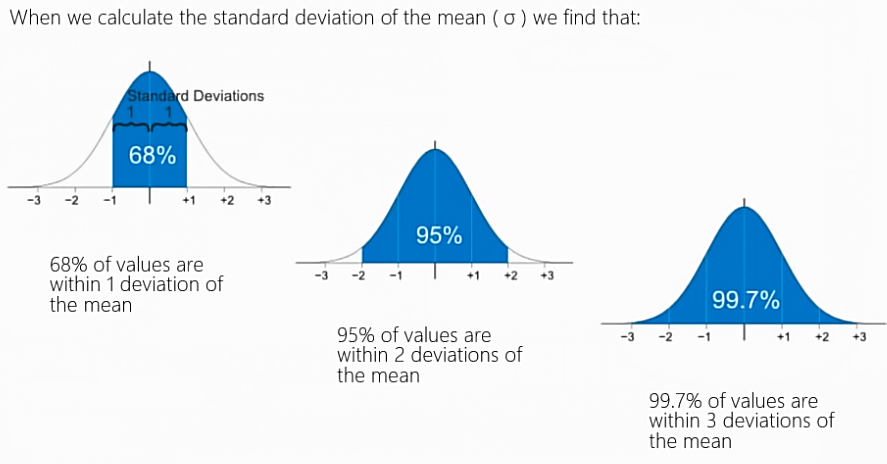 When we calculate the standard deviation of the mean ( σ ) we find that:
Standard Deviations
1 1
68%
-3 -2 -1 +1 +2 +3
68% of values are
within 1 deviation of
the mean
95%
-3 -2 -1 +1 +2 +3
95% of values are
within 2 deviations of
the mean
99.7%
-3 -2 -1 +1 +2 +3
99.7% of values are
within 3 deviations of
the mean